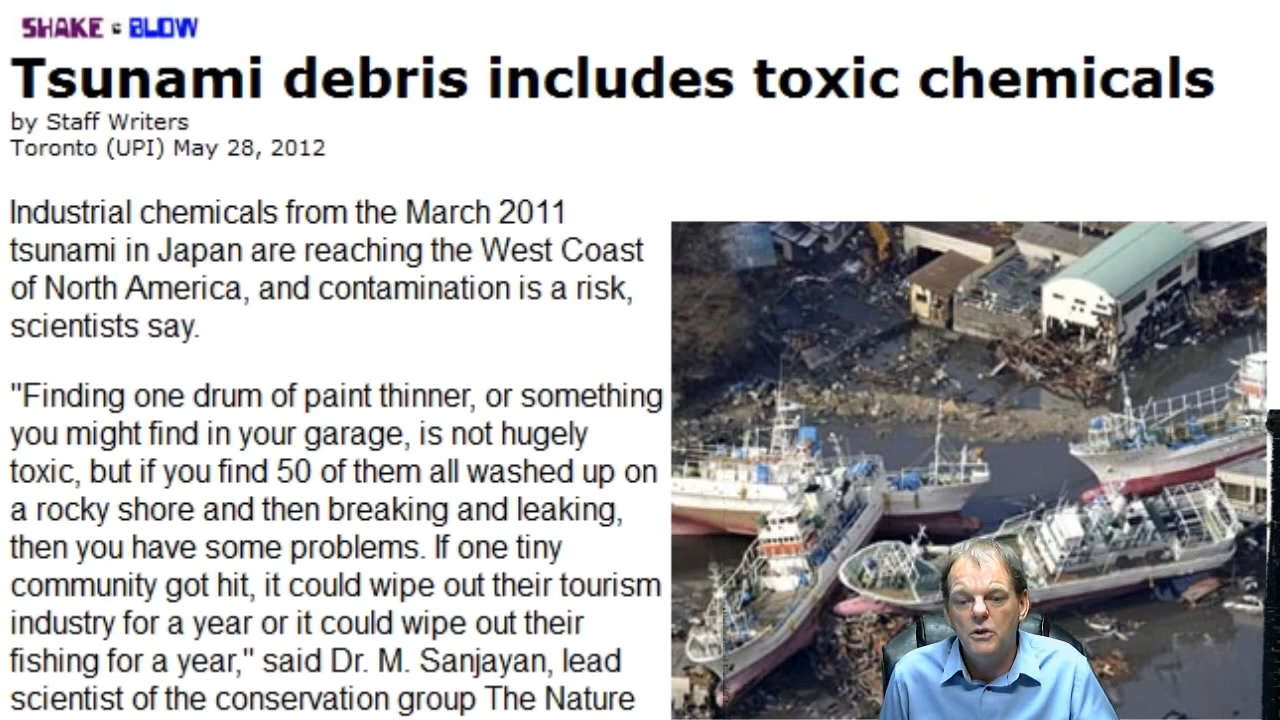 SHAKE & BLOW
Tsunami debris includes toxic chemicals
by Staff Writers
Toronto (UPI) May 28, 2012
Industrial chemicals from the March 2011
tsunami in Japan are reaching the West Coast
of North America, and contamination is a risk,
scientists say.
"Finding one drum of paint thinner, or something
you might find in your garage, is not hugely
toxic, but if you find 50 of them all washed up on
a rocky shore and then breaking and leaking,
then you have some problems. If one tiny
community got hit, it could wipe out their tourism
industry for a year or it could wipe out their
fishing for a year," said Dr. M. Sanjayan, lead
scientist of the conservation group The Nature